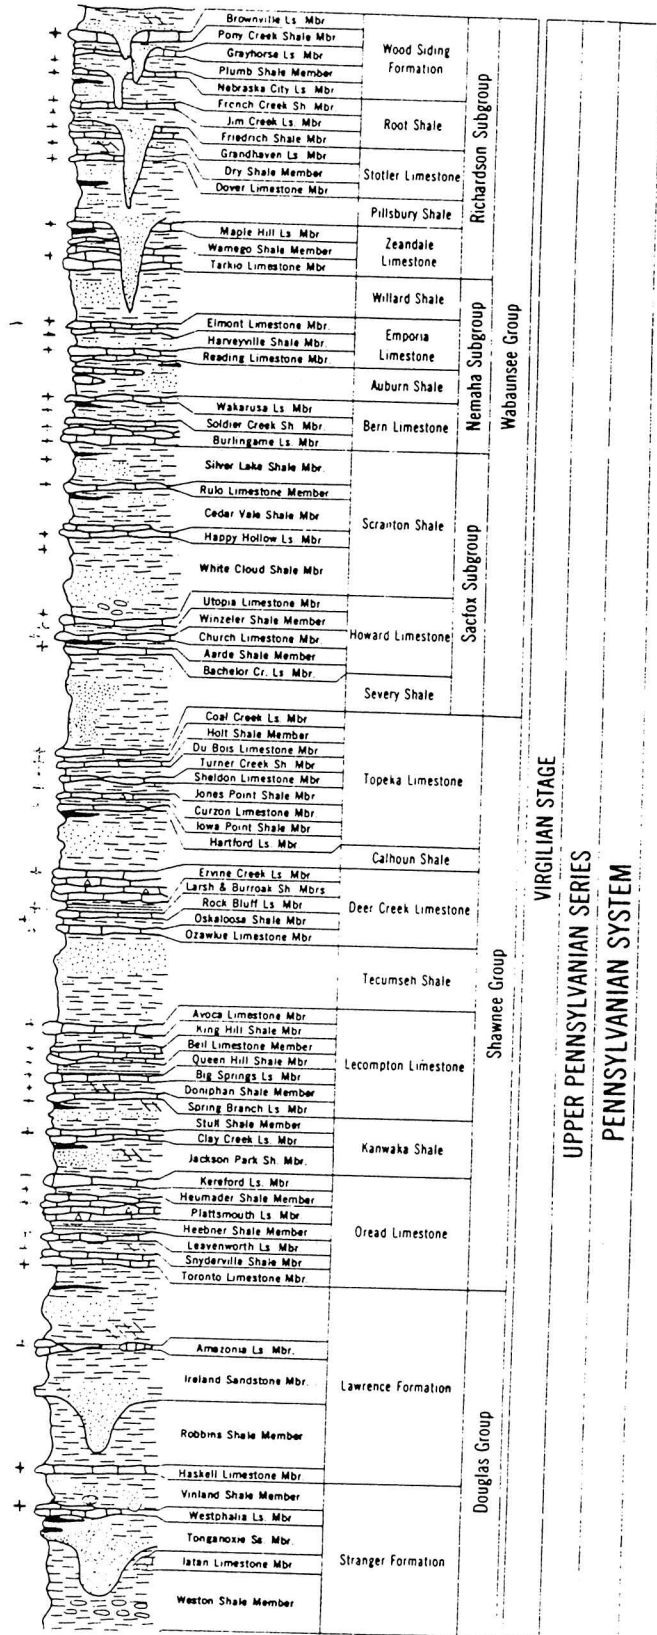 Brownville Ls Mbr
Pony Creek Shale Mbr
Grayhorse Ls Mbr
Plumb Shale Member
Nebraska City Ls Mbr
French Creek Sh Mbr
Jim Creek Ls. Mbr
Friedrich Shale Mbr
Grandhaven Ls Mbr
Dry Shale Member
Dover Limestone Mbr
Maple Hill Ls Mbr
Wamego Shale Member
Tarkio Limestone Mbr
Elmont Limestone Mbr.
Harveyville Shale Mbr
Reading Limestone Mbr.
Wakarusa Ls Mbr
Soldier Creek Sh. Mbr
Burlingame Ls. Mbr
Silver Lake Shale Mbr.
Rulo Limestone Member
Cedar Vale Shale Mbr
Happy Hollow Ls Mbr
White Cloud Shale Mbr
Utopia Limestone Mbr
Winzeler Shale Member
Church Limestone Mbr
Aarde Shale Member
Bachelor Cr. Ls Mbr.
Coal Creek Ls. Mbr
Holt Shale Member
Du Bois Limestone Mbr
Turner Creek Sh Mbr
Sheldon Limestone Mbr
Jones Point Shale Mbr
Curzon Limestone Mbr
Iowa Point Shale Mbr
Hartford Ls. Mbr
Ervine Creek Ls Mbr
Larsh & Burroak Sh Mbrs
Rock Bluff Ls Mbr
Oskaloosa Shale Mbr
Ozawkie Limestone Mbr
Avoca Limestone Mbr
King Hill Shale Mbr
Beil Limestone Member
Queen Hill Shale Mbr
Big Springs Ls Mbr
Doniphan Shale Member
Spring Branch Ls Mbr
Stull Shale Member
Clay Creek Ls. Mbr
Jackson Park Sh. Mbr.
Kereford Ls. Mbr
Heumader Shale Member
Plattsmouth Ls Mbr
Heebner Shale Member
Leavenworth Ls Mbr
Snyderville Shale Mbr
Toronto Limestone Mbr.
Amazonia Ls Mbr.
Ireland Sandstone Mbr.
Robbins Shale Member
Haskell Limestone Mbr
Vinland Shale Member
Westphalia Ls. Mbr
Tonganoxie Ss. Mbr.
Iatan Limestone Mbr
Weston Shale Member
Wood Siding
Formation
Root Shale
Stotler Limestone
Pillsbury Shale
Zeandale
Limestone
Willard Shale
Emporia
Limestone
Auburn Shale
Bern Limestone
Scranton Shale
Howard Limestone
Severy Shale
Topeka Limestone
Calhoun Shale
Deer Creek Limestone
Tecumseh Shale
Lecompton Limestone
Kanwaka Shale
Oread Limestone
Lawrence Formation
Stranger Formation
Richardson Subgroup
Nemaha Subgroup
Sacfox Subgroup
Wabaunsee Group
Shawnee Group
Douglas Group
VIRGILIAN STAGE
UPPER PENNSYLVANIAN SERIES
PENNSYLVANIAN SYSTEM